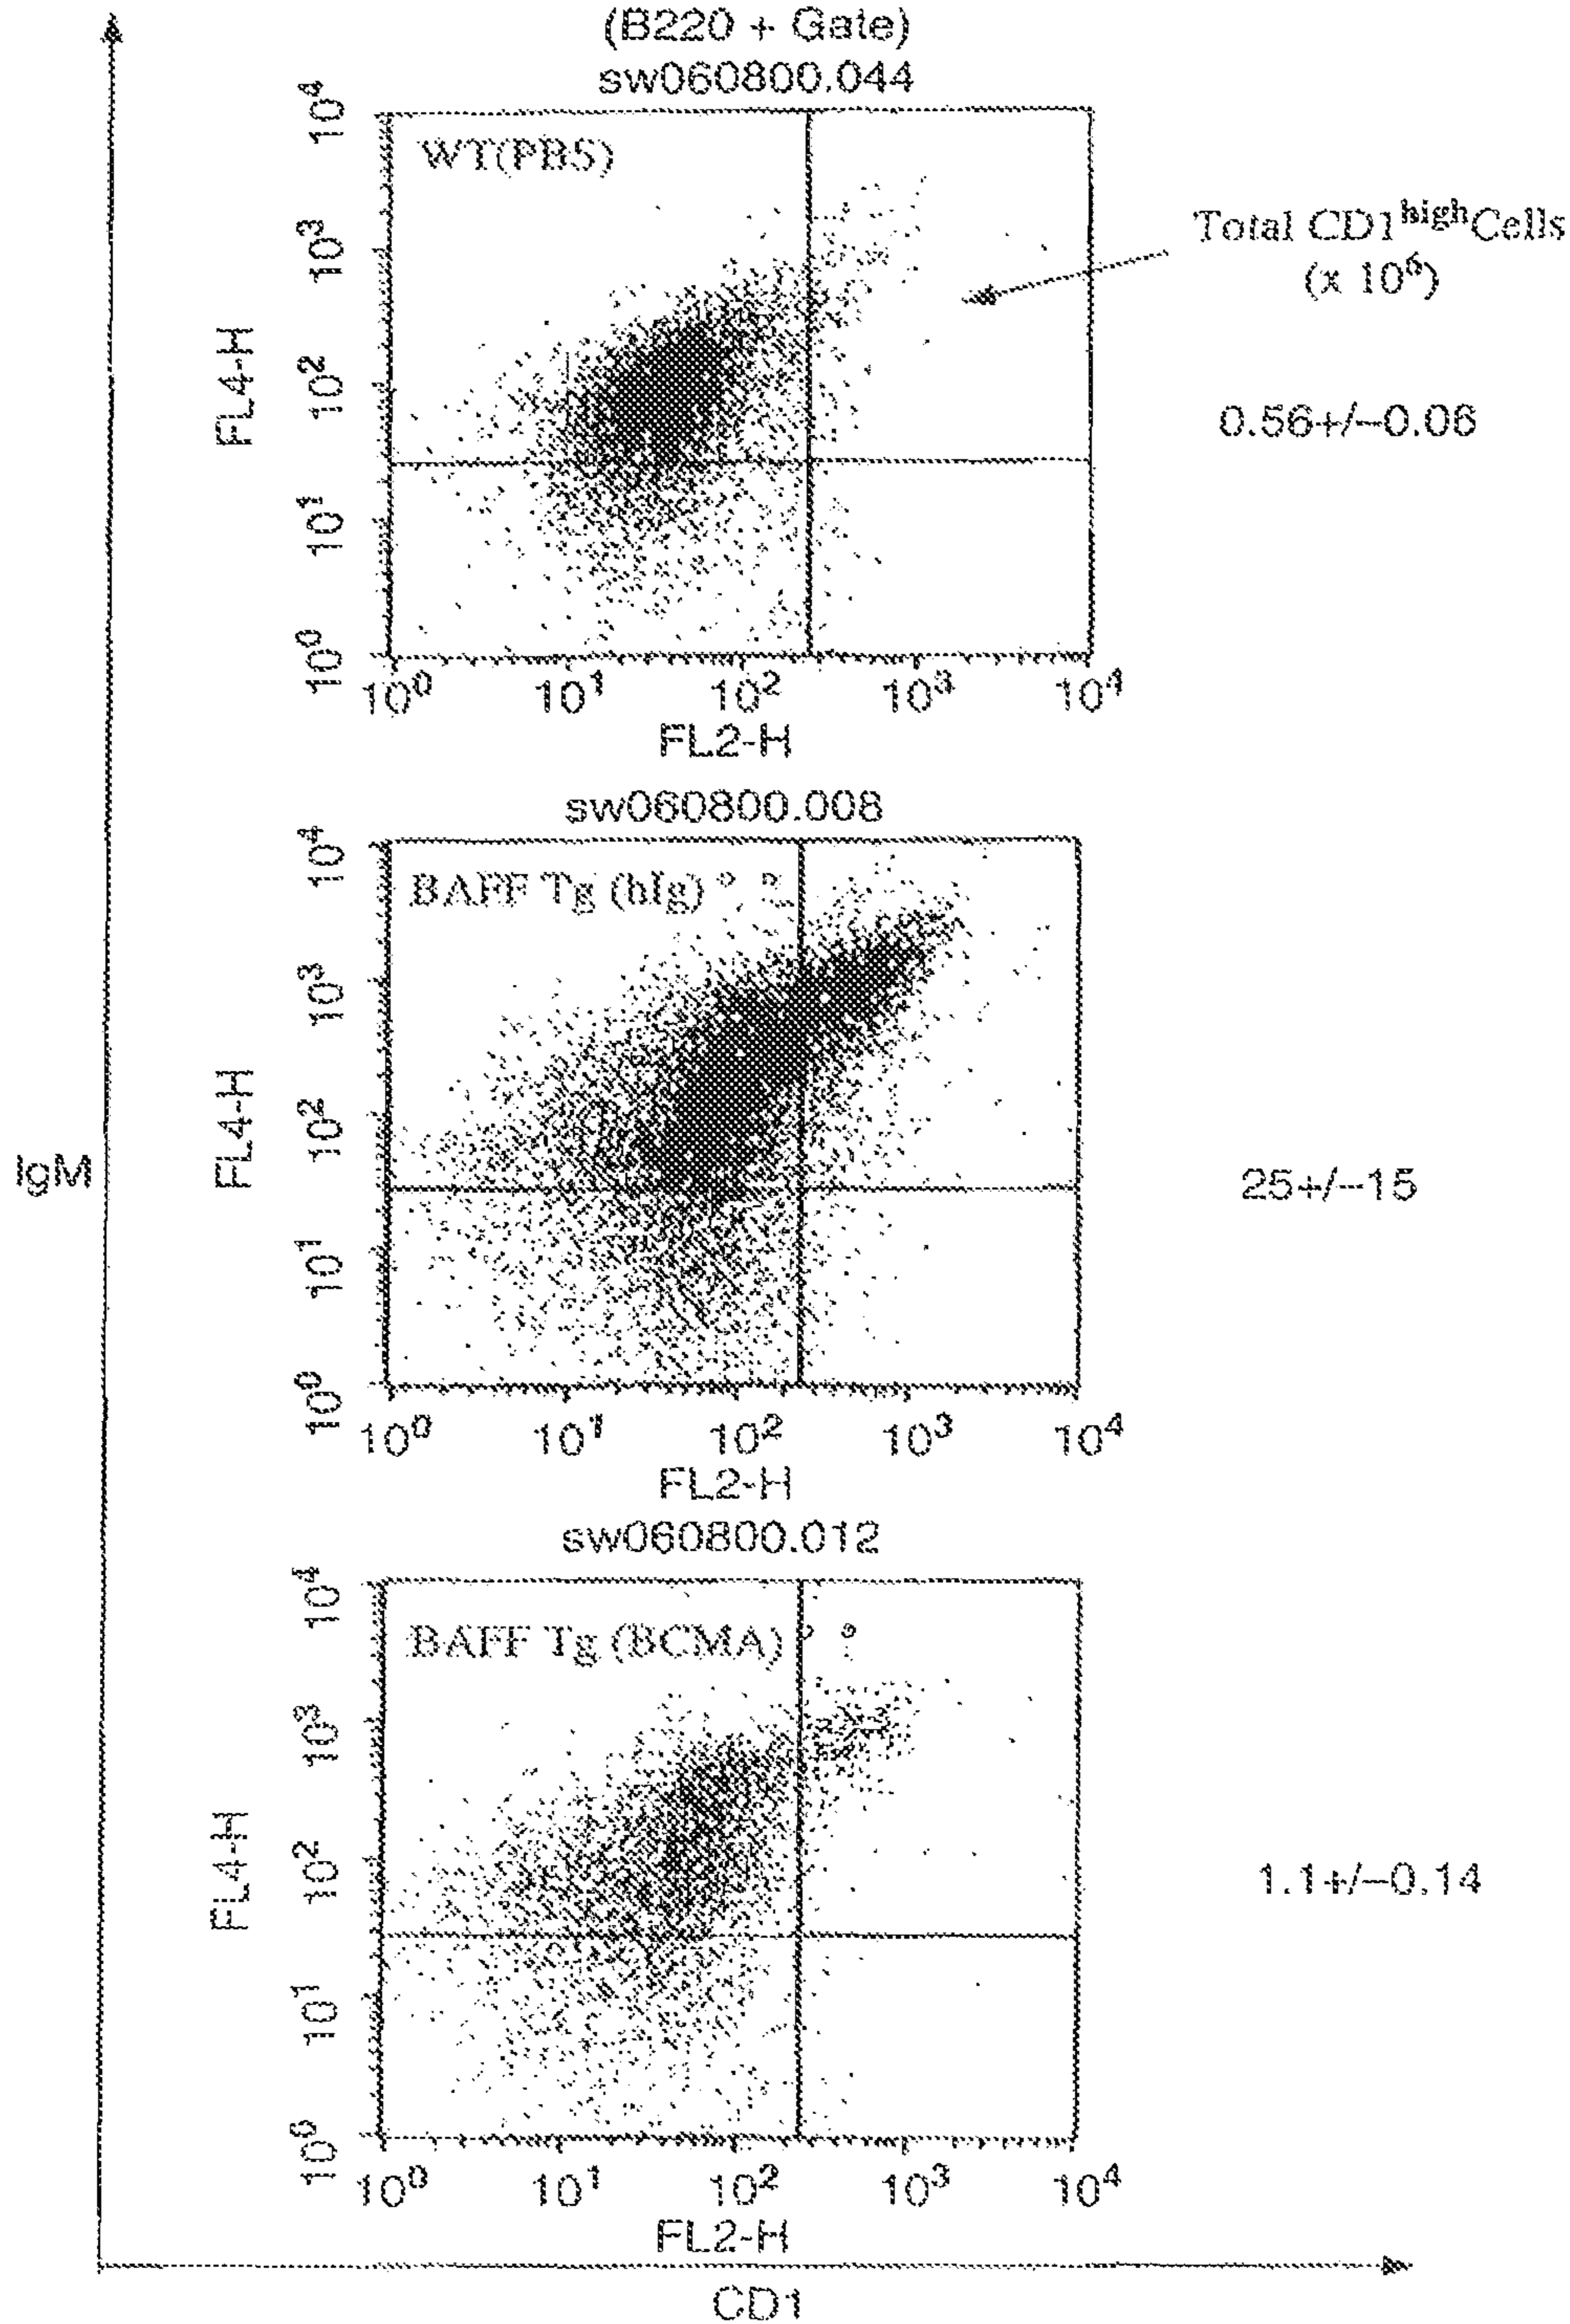 (B220 + Gate)
sw060800.044
WT(PBS)
10⁴
10³
10²
10¹
10⁰
FL4-H
10⁰ 10¹ 10² 10³ 10⁴
FL2-H
Total CD1ʰⁱᵍʰCells
(x 10⁶)
0.56+/-0.06
sw060800.008
BAFF Tg (hIg)
10⁴
10³
10²
10¹
10⁰
FL4-H
10⁰ 10¹ 10² 10³ 10⁴
FL2-H
25+/-15
IgM
sw060800.012
BAFF Tg (BCMA)
10⁴
10³
10²
10¹
10⁰
FL4-H
10⁰ 10¹ 10² 10³ 10⁴
FL2-H
1.1+/-0.14
CD1